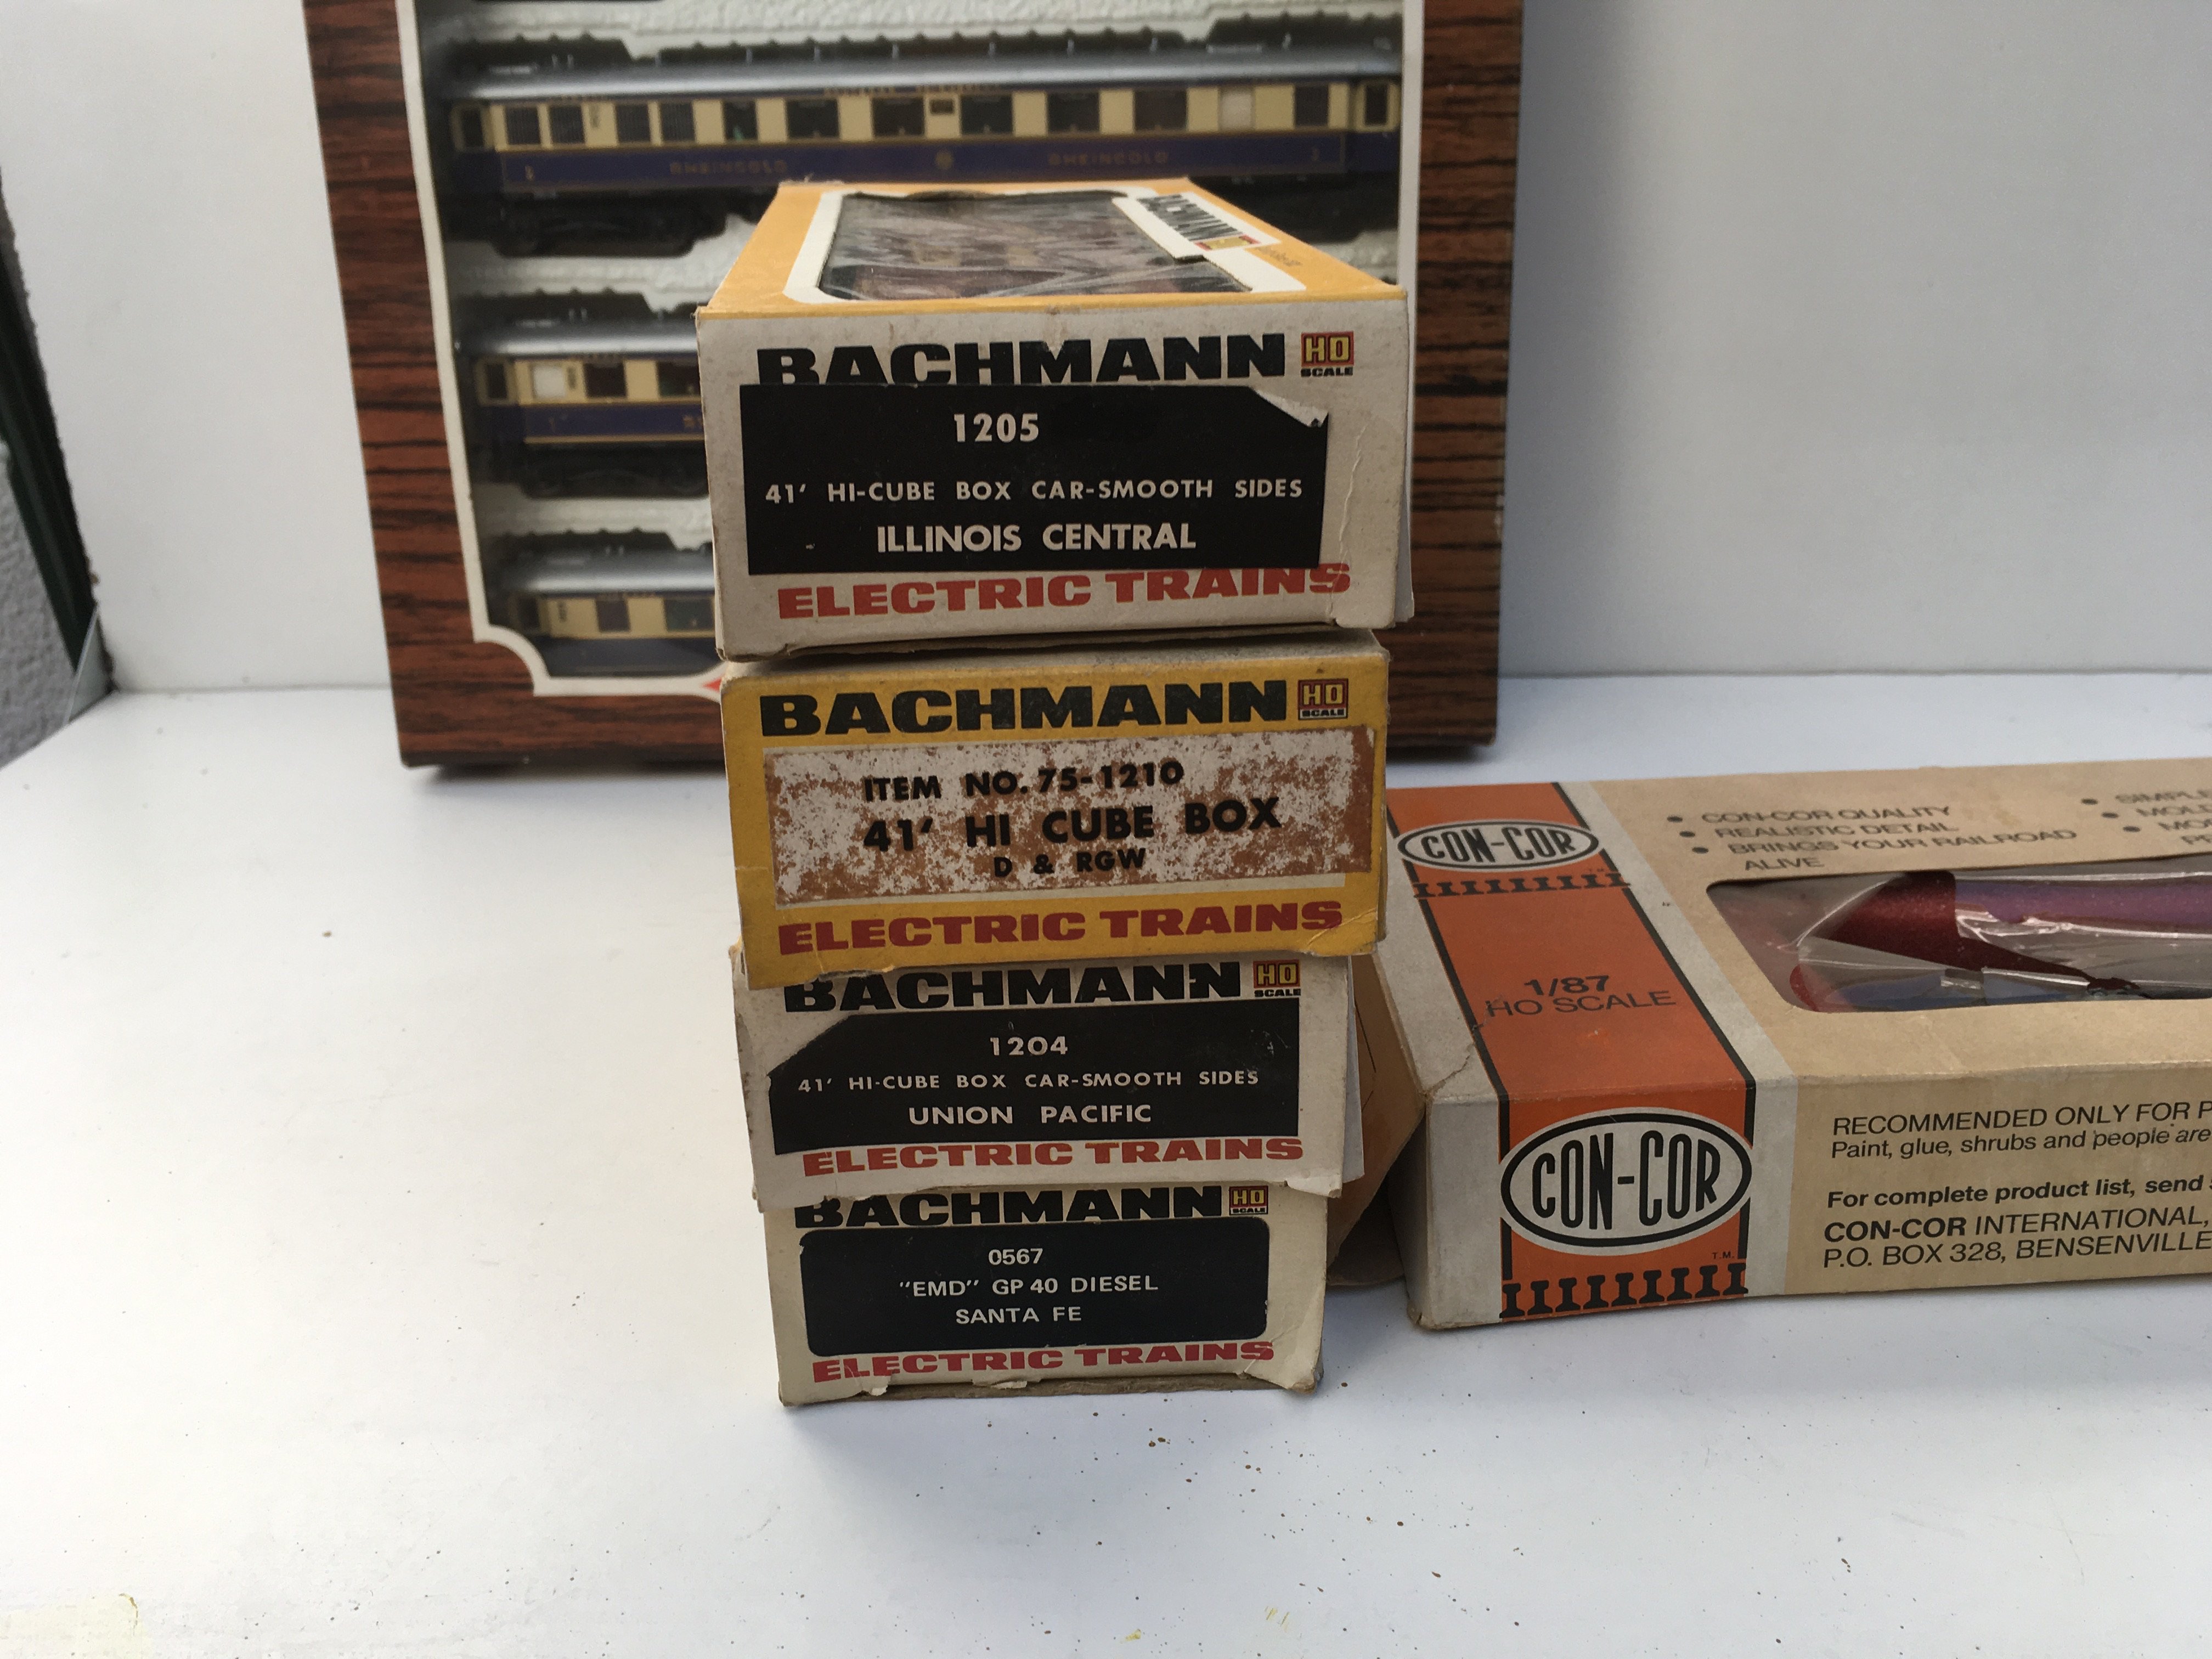 RHEINGOLD RHEINGOLD
BACHMANN
BACHMANN HO
SCALE
1205
41' HI-CUBE BOX CAR-SMOOTH SIDES
ILLINOIS CENTRAL
ELECTRIC TRAINS
BACHMANN HO
SCALE
ITEM NO. 75-1210
41' HI CUBE BOX
D & RGW
ELECTRIC TRAINS
BACHMANN HO
SCALE
1204
41' HI-CUBE BOX CAR-SMOOTH SIDES
UNION PACIFIC
ELECTRIC TRAINS
BACHMANN HO
SCALE
0567
"EMD" GP 40 DIESEL
SANTA FE
ELECTRIC TRAINS
CON-COR
1/87
HO SCALE
• CON-COR QUALITY
• REALISTIC DETAIL
• BRINGS YOUR RAILROAD
ALIVE
CON-COR
T.M.
RECOMMENDED ONLY FOR
Paint, glue, shrubs and people are
For complete product list, send
CON-COR INTERNATIONAL,
P.O. BOX 328, BENSENVILLE